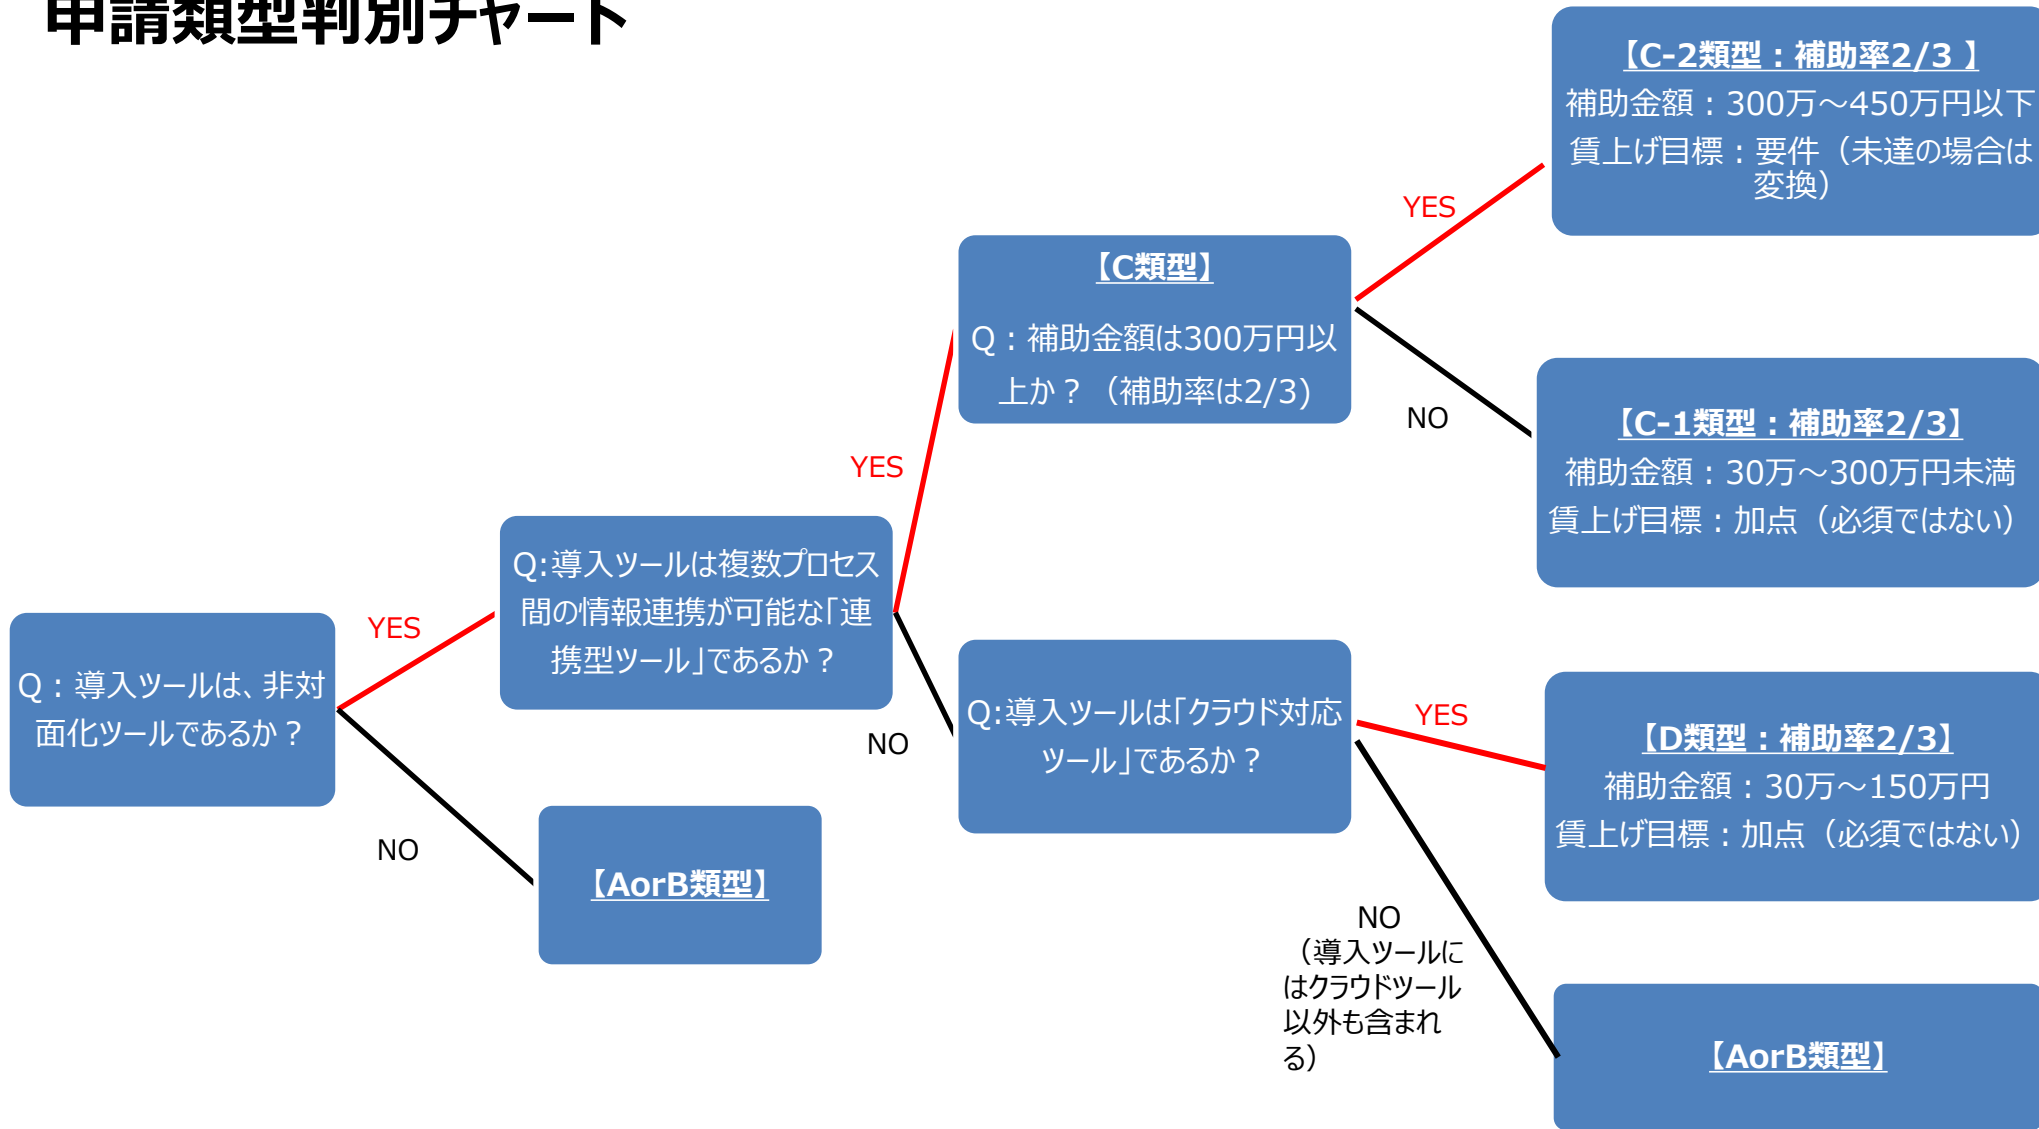 申請類型判別チャート
【C-2類型：補助率2/3 】
補助金額：300万～450万円以下
賃上げ目標：要件（未達の場合は
変換）
YES
【C類型】
Q：補助金額は300万円以
上か？（補助率は2/3)
NO
【C-1類型：補助率2/3】
補助金額：30万～300万円未満
賃上げ目標：加点（必須ではない）
YES
Q:導入ツールは複数プロセス
間の情報連携が可能な「連
携型ツール」であるか？
YES
Q：導入ツールは、非対
面化ツールであるか？
NO
Q:導入ツールは「クラウド対応
ツール」であるか？
YES
【D類型：補助率2/3】
補助金額：30万～150万円
賃上げ目標：加点（必須ではない）
NO
【AorB類型】
NO
（導入ツールに
はクラウドツール
以外も含まれ
る）
【AorB類型】